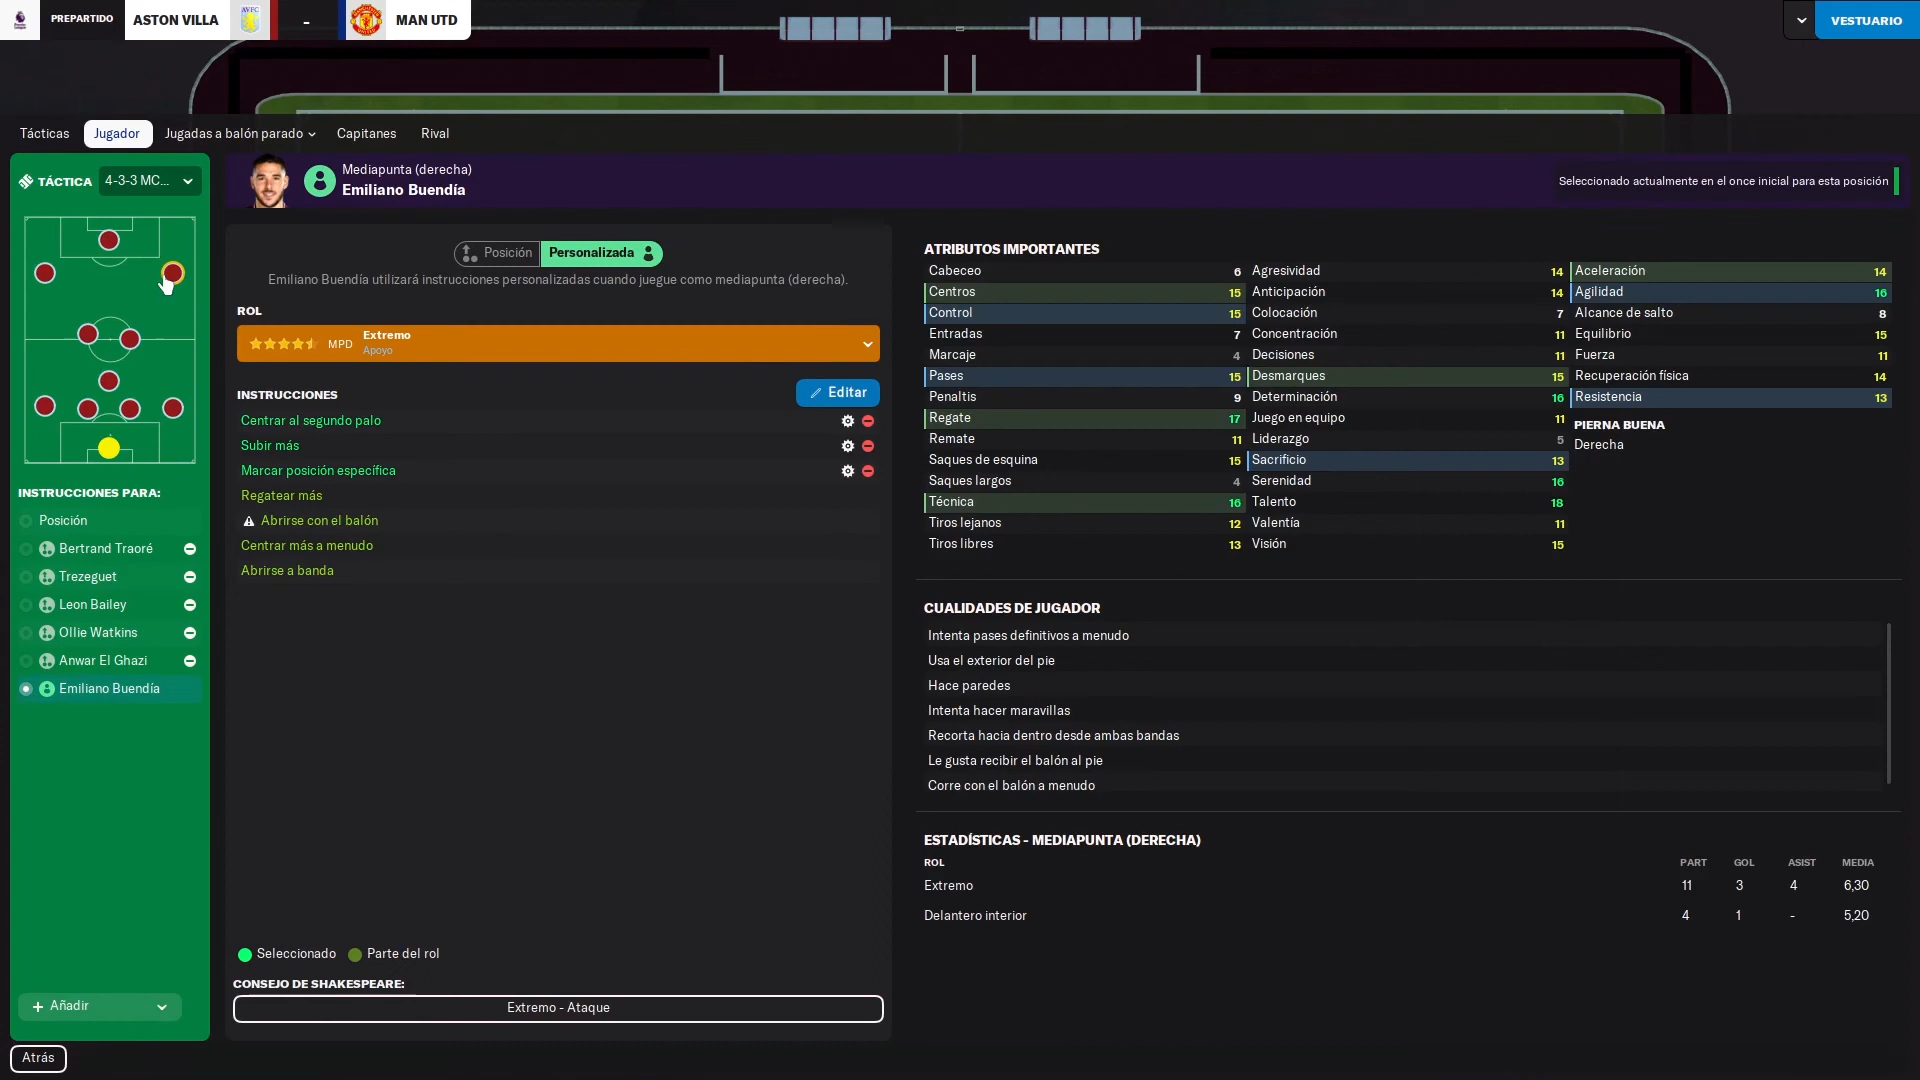 PREPARTIDO
ASTON VILLA
-
MAN UTD
VESTUARIO
Tácticas
Jugador
Jugadas a balón parado
Capitanes
Rival
TÁCTICA
4-3-3 MC...
Mediapunta (derecha)
Emiliano Buendía
Seleccionado actualmente en el once inicial para esta posición
Posición
Personalizada
Emiliano Buendía utilizará instrucciones personalizadas cuando juegue como mediapunta (derecha).
ROL
MPD
Extremo
Apoyo
INSTRUCCIONES
Editar
Centrar al segundo palo
Subir más
Marcar posición específica
Regatear más
Abrirse con el balón
Centrar más a menudo
Abrirse a banda
Seleccionado
Parte del rol
CONSEJO DE SHAKESPEARE:
Extremo - Ataque
INSTRUCCIONES PARA:
Posición
Bertrand Traoré
Trezeguet
Leon Bailey
Ollie Watkins
Anwar El Ghazi
Emiliano Buendía
Añadir
Atrás
ATRIBUTOS IMPORTANTES
Cabeceo 6 Agresividad 14 Aceleración 14
Centros 15 Anticipación 14 Agilidad 16
Control 15 Colocación 7 Alcance de salto 8
Entradas 7 Concentración 11 Equilibrio 15
Marcaje 4 Decisiones 11 Fuerza 11
Pases 15 Desmarques 15 Recuperación física 14
Penaltis 9 Determinación 16 Resistencia 13
Regate 17 Juego en equipo 11 PIERNA BUENA
Remate 11 Liderazgo 5 Derecha
Saques de esquina 15 Sacrificio 13
Saques largos 4 Serenidad 16
Técnica 16 Talento 18
Tiros lejanos 12 Valentía 11
Tiros libres 13 Visión 15
CUALIDADES DE JUGADOR
Intenta pases definitivos a menudo
Usa el exterior del pie
Hace paredes
Intenta hacer maravillas
Recorta hacia dentro desde ambas bandas
Le gusta recibir el balón al pie
Corre con el balón a menudo
ESTADÍSTICAS - MEDIAPUNTA (DERECHA)
ROL PART GOL ASIST MEDIA
Extremo 11 3 4 6,30
Delantero interior 4 1 - 5,20